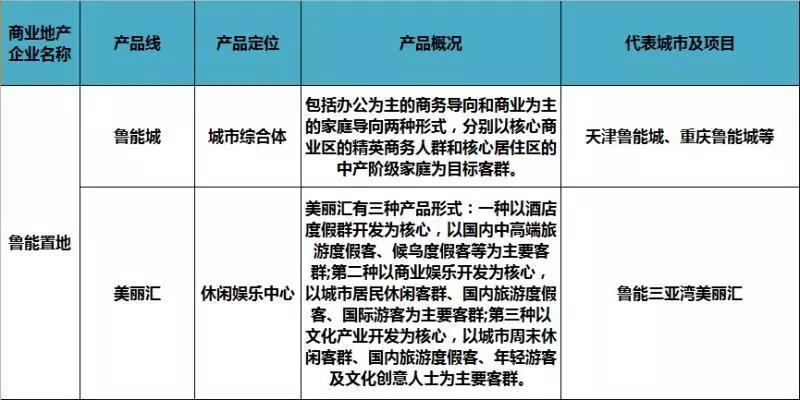 商业地产
企业名称
产品线
产品定位
产品概况
代表城市及项目
鲁能置地
鲁能城
城市综合体
包括办公为主的商务导向和商业为主
的家庭导向两种形式，分别以核心商
业区的精英商务人群和核心居住区的
中产阶级家庭为目标客群。
天津鲁能城、重庆鲁能城等
美丽汇
休闲娱乐中心
美丽汇有三种产品形式：一种以酒店
度假群开发为核心，以国内中高端旅
游度假客、候鸟度假客等为主要客
群;第二种以商业娱乐开发为核心，
以城市居民休闲客群、国内旅游度假
客、国际游客为主要客群;第三种以
文化产业开发为核心，以城市周末休
闲客群、国内旅游度假客、年轻游客
及文化创意人士为主要客群。
鲁能三亚湾美丽汇